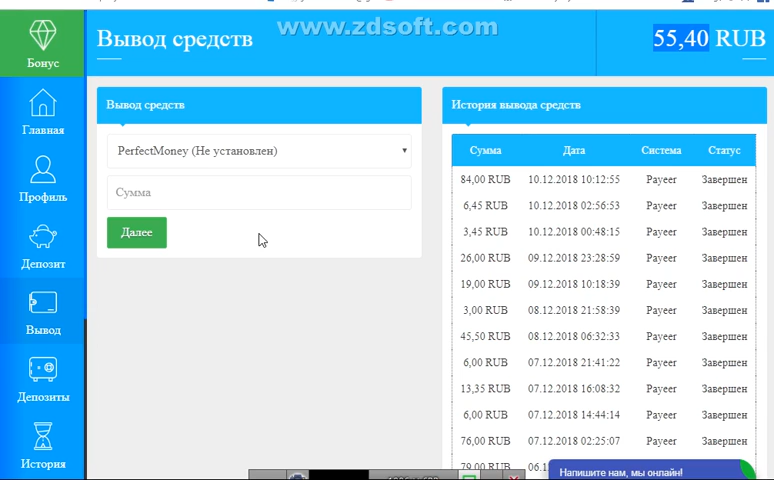 www.zdsoft.com
Вывод средств
55,40 RUB
Бонус
Главная
Профиль
Депозит
Вывод
Депозиты
История
Вывод средств
PerfectMoney (Не установлен)
Сумма
Далее
История вывода средств
Сумма Дата Система Статус
84,00 RUB 10.12.2018 10:12:55 Payeer Завершен
6,45 RUB 10.12.2018 02:56:53 Payeer Завершен
3,45 RUB 10.12.2018 00:48:15 Payeer Завершен
26,00 RUB 09.12.2018 23:28:59 Payeer Завершен
19,00 RUB 09.12.2018 10:18:39 Payeer Завершен
3,00 RUB 08.12.2018 21:58:39 Payeer Завершен
45,50 RUB 08.12.2018 06:32:33 Payeer Завершен
6,00 RUB 07.12.2018 21:41:22 Payeer Завершен
13,35 RUB 07.12.2018 16:08:32 Payeer Завершен
6,00 RUB 07.12.2018 14:44:14 Payeer Завершен
76,00 RUB 07.12.2018 02:25:07 Payeer Завершен
79,00 RUB 06.1
Напишите нам, мы онлайн!